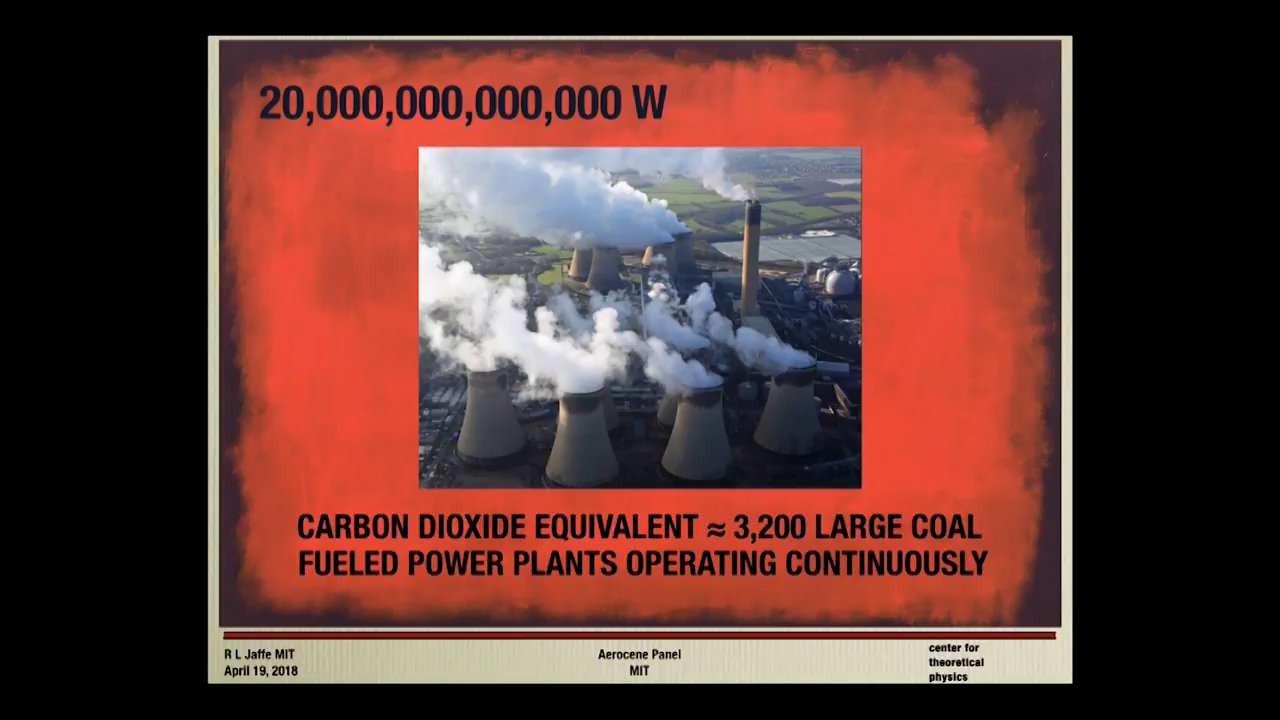 20,000,000,000,000 W
CARBON DIOXIDE EQUIVALENT ≈ 3,200 LARGE COAL
FUELED POWER PLANTS OPERATING CONTINUOUSLY
R L Jaffe MIT
April 19, 2018
Aerocene Panel
MIT
center for
theoretical
physics